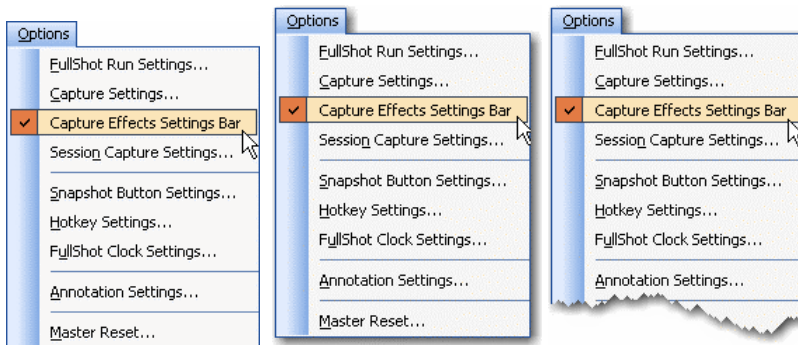 Options
FullShot Run Settings...
Capture Settings...
Capture Effects Settings Bar
Session Capture Settings...
Snapshot Button Settings...
Hotkey Settings...
FullShot Clock Settings...
Annotation Settings...
Master Reset...
Options
FullShot Run Settings...
Capture Settings...
Capture Effects Settings Bar
Session Capture Settings...
Snapshot Button Settings...
Hotkey Settings...
FullShot Clock Settings...
Annotation Settings...
Master Reset...
Options
FullShot Run Settings...
Capture Settings...
Capture Effects Settings Bar
Session Capture Settings...
Snapshot Button Settings...
Hotkey Settings...
FullShot Clock Settings...
Annotation Settings...